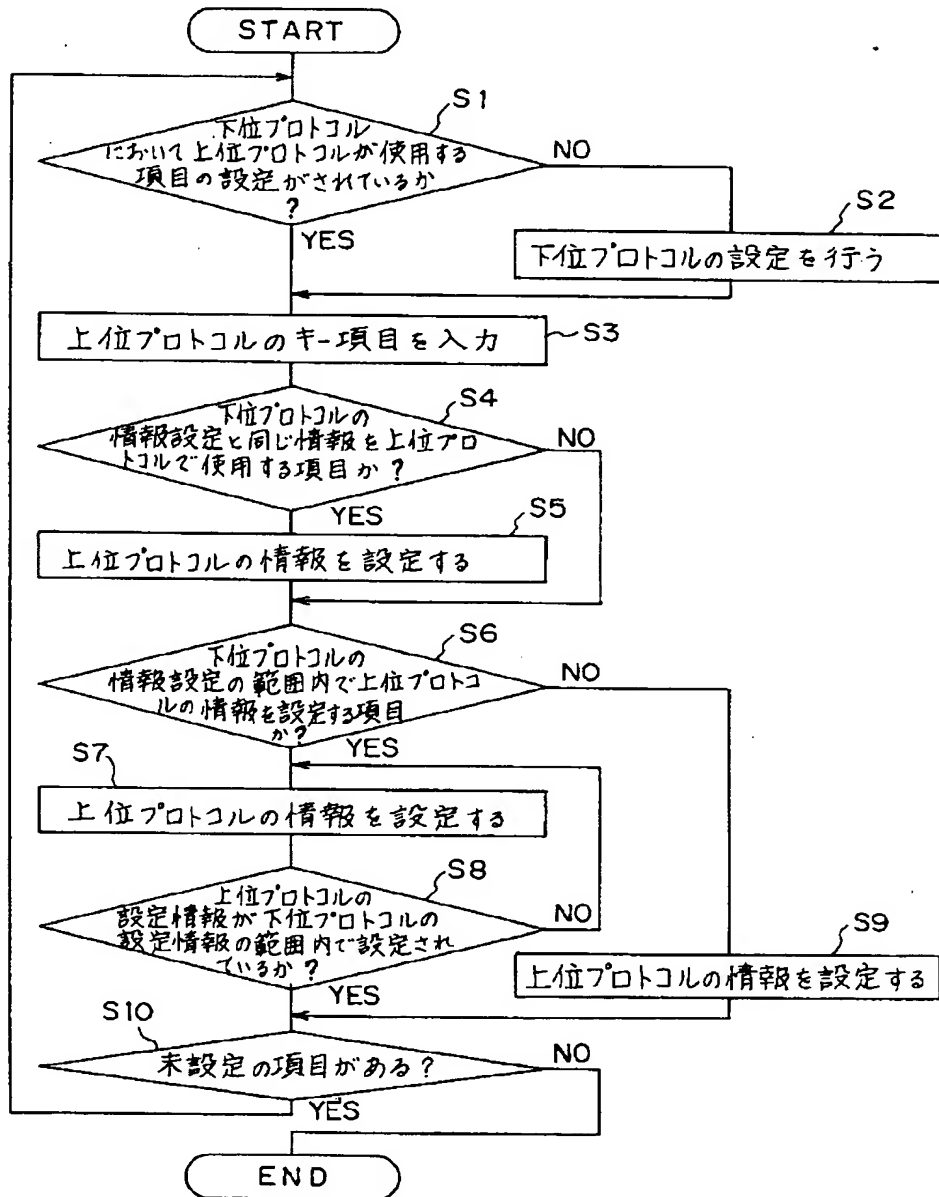 START
S1
下位プロトコル
において上位プロトコルが使用する
項目の設定がされているか
?
NO
YES
S2
下位プロトコルの設定を行う
上位プロトコルのキー項目を入力
S3
S4
下位プロトコルの
情報設定と同じ情報を上位プロ
トコルで使用する項目か?
NO
YES
S5
上位プロトコルの情報を設定する
S6
下位プロトコルの
情報設定の範囲内で上位プロトコ
ルの情報を設定する項目
か?
NO
YES
S7
上位プロトコルの情報を設定する
S8
上位プロトコルの
設定情報が下位プロトコルの
設定情報の範囲内で設定され
ているか?
NO
YES
S9
上位プロトコルの情報を設定する
S10
未設定の項目がある?
NO
YES
END